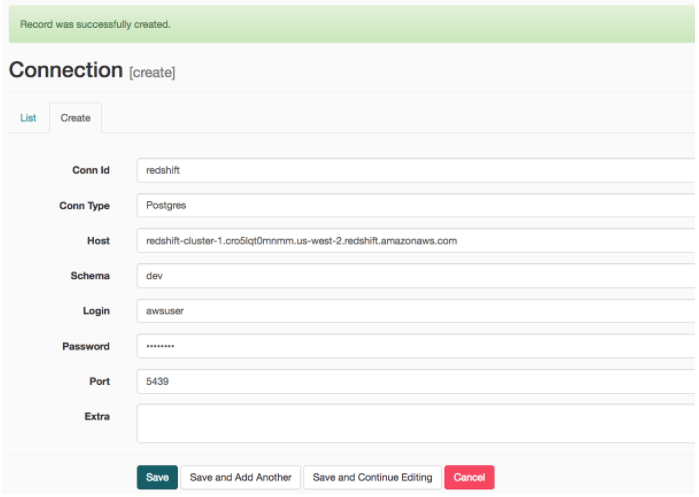 Record was successfully created.
Connection [create]
List Create
Conn Id redshift
Conn Type Postgres
Host redshift-cluster-1.cro5lqt0mnmm.us-west-2.redshift.amazonaws.com
Schema dev
Login awsuser
Password ••••••••
Port 5439
Extra
Save Save and Add Another Save and Continue Editing Cancel